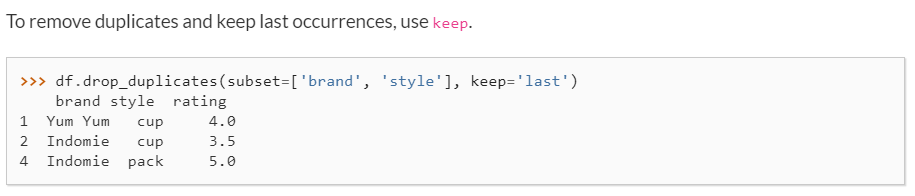 To remove duplicates and keep last occurrences, use keep.
>>> df.drop_duplicates(subset=['brand', 'style'], keep='last')
    brand style  rating
1  Yum Yum   cup     4.0
2  Indomie   cup     3.5
4  Indomie  pack     5.0